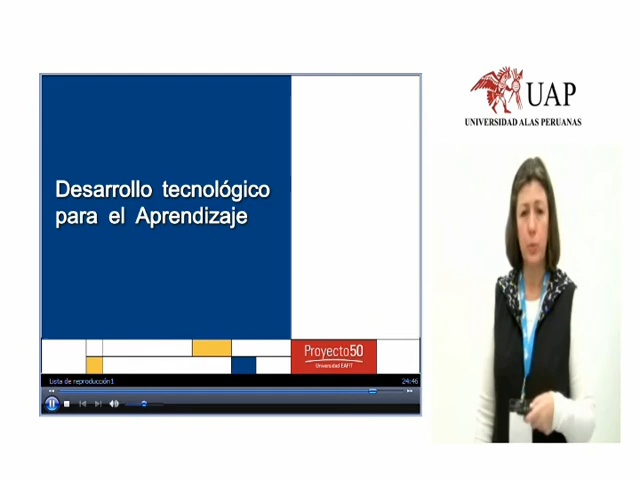 Desarrollo tecnológico
para el Aprendizaje
Proyecto50
Universidad EAFIT
Lista de reproducción1
24:46
UAP
UNIVERSIDAD ALAS PERUANAS